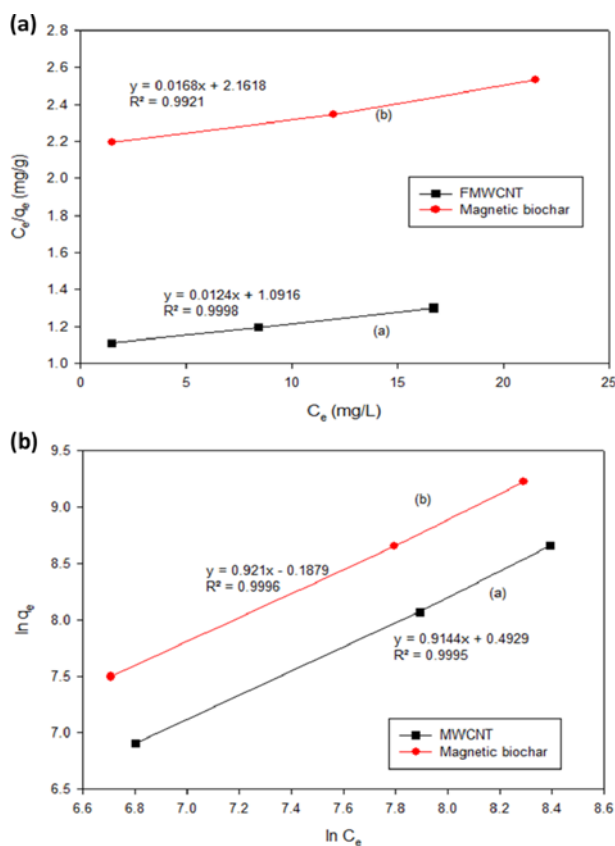 (a)
2.8
2.6
2.4
2.2
2.0
1.8
1.6
1.4
1.2
1.0
Cₑ/qₑ (mg/g)
y = 0.0168x + 2.1618
R² = 0.9921
(b)
FMWCNT
Magnetic biochar
y = 0.0124x + 1.0916
R² = 0.9998
(a)
0 5 10 15 20 25
Cₑ (mg/L)
(b)
9.5
9.0
8.5
8.0
7.5
7.0
6.5
ln qₑ
(b)
y = 0.921x - 0.1879
R² = 0.9996
(a)
y = 0.9144x + 0.4929
R² = 0.9995
MWCNT
Magnetic biochar
6.6 6.8 7.0 7.2 7.4 7.6 7.8 8.0 8.2 8.4 8.6
ln Cₑ